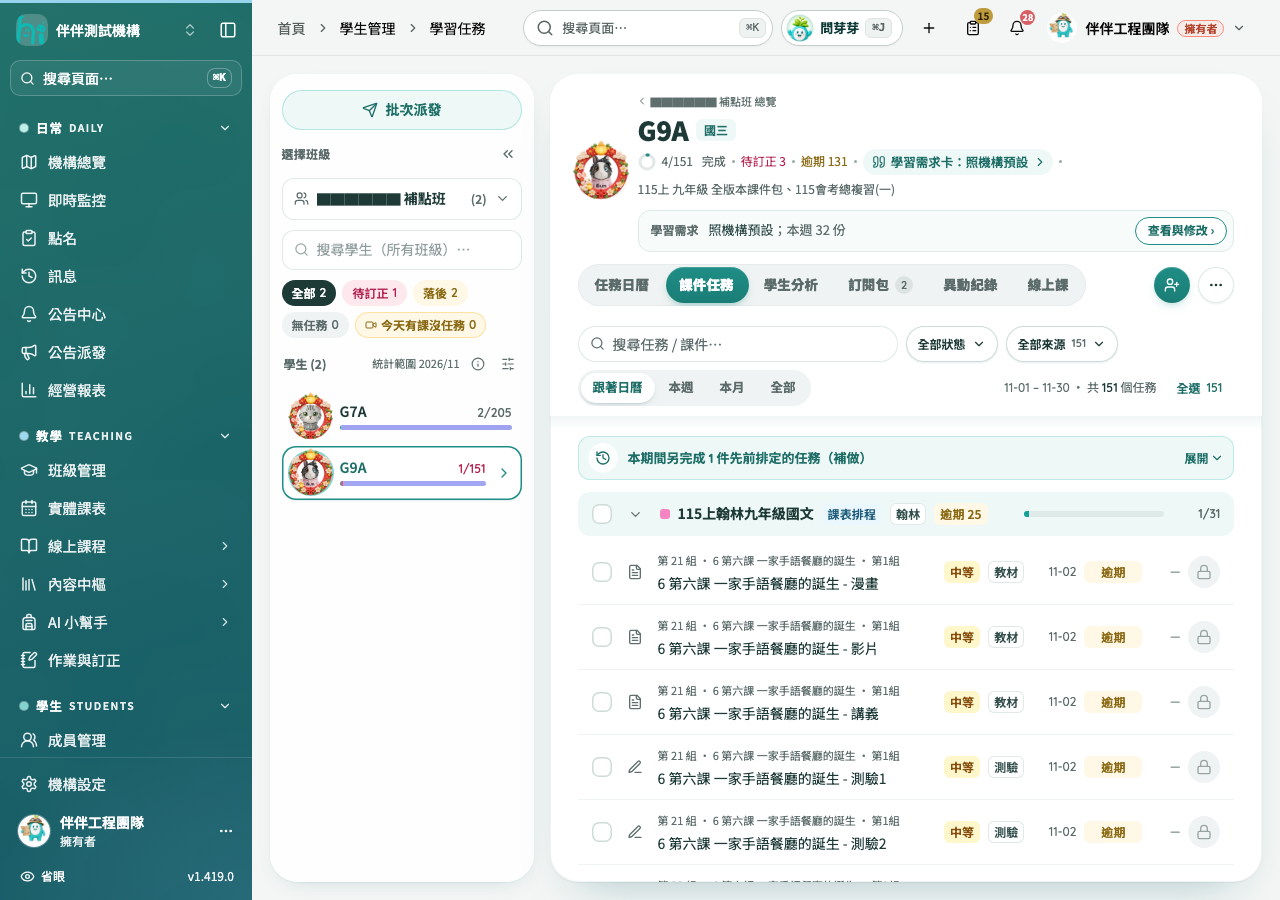 伴伴測試機構
搜尋頁面… ⌘K
日常 DAILY
機構總覽
即時監控
點名
訊息
公告中心
公告派發
經營報表
教學 TEACHING
班級管理
實體課表
線上課程
內容中樞
AI 小幫手
作業與訂正
學生 STUDENTS
成員管理
機構設定
伴伴工程團隊
擁有者
省眼 v1.419.0
首頁 › 學生管理 › 學習任務
搜尋頁面… ⌘K
問芽芽 ⌘J
15
28
伴伴工程團隊 擁有者
批次派發
選擇班級
補點班 (2)
搜尋學生（所有班級）…
全部 2 待訂正 1 落後 2
無任務 0 今天有課沒任務 0
學生 (2) 統計範圍 2026/11
G7A 2/205
G9A 1/151
補點班 總覽
G9A 國三
4/151 完成 • 待訂正 3 • 逾期 131 • 學習需求卡：照機構預設 •
115上 九年級 全版本課件包、115會考總複習(一)
學習需求 照機構預設；本週 32 份 查看與修改 ›
任務日曆 課件任務 學生分析 訂閱包 2 異動紀錄 線上課
搜尋任務 / 課件… 全部狀態 全部來源 151
跟著日曆 本週 本月 全部 11-01 – 11-30 • 共 151 個任務 全選 151
本期間另完成 1 件先前排定的任務（補做） 展開
115上翰林九年級國文 課表排程 翰林 逾期 25 1/31
第 21 組 • 6 第六課 一家手語餐廳的誕生 • 第1組
6 第六課 一家手語餐廳的誕生 - 漫畫 中等 教材 11-02 逾期 —
第 21 組 • 6 第六課 一家手語餐廳的誕生 • 第1組
6 第六課 一家手語餐廳的誕生 - 影片 中等 教材 11-02 逾期 —
第 21 組 • 6 第六課 一家手語餐廳的誕生 • 第1組
6 第六課 一家手語餐廳的誕生 - 講義 中等 教材 11-02 逾期 —
第 21 組 • 6 第六課 一家手語餐廳的誕生 • 第1組
6 第六課 一家手語餐廳的誕生 - 測驗1 中等 測驗 11-02 逾期 —
第 21 組 • 6 第六課 一家手語餐廳的誕生 • 第1組
6 第六課 一家手語餐廳的誕生 - 測驗2 中等 測驗 11-02 逾期 —